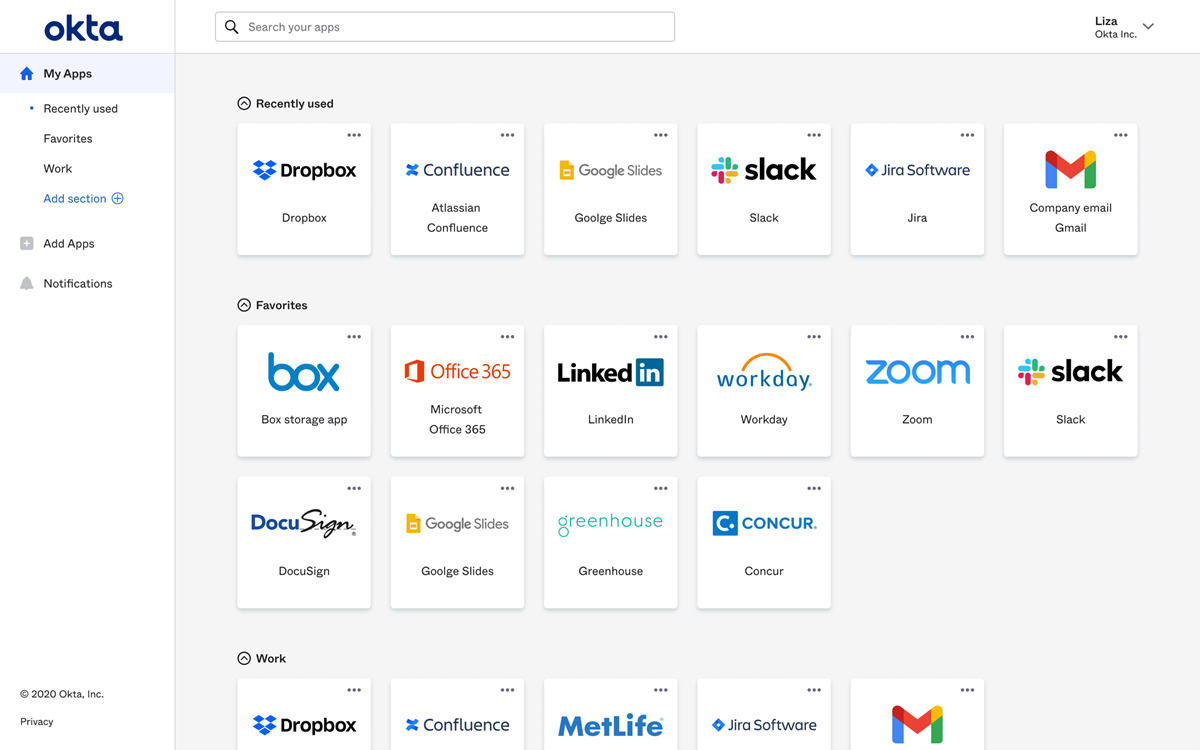 okta
Search your apps
Liza
Okta Inc.
My Apps
Recently used
Favorites
Work
Add section
Add Apps
Notifications
© 2020 Okta, Inc.
Privacy
Recently used
Dropbox
Dropbox
Confluence
Atlassian
Confluence
Google Slides
Goolge Slides
slack
Slack
Jira Software
Jira
Company email
Gmail
Favorites
box
Box storage app
Office 365
Microsoft
Office 365
Linked in
LinkedIn
workday.
Workday
zoom
Zoom
slack
Slack
DocuSign
DocuSign
Google Slides
Goolge Slides
greenhouse
Greenhouse
C. CONCUR.
Concur
Work
Dropbox
Confluence
MetLife
Jira Software